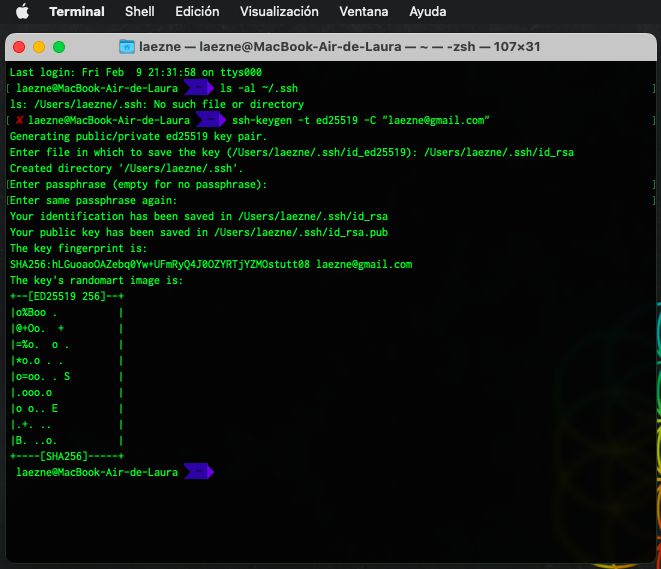 Terminal Shell Edición Visualización Ventana Ayuda
laezne — laezne@MacBook-Air-de-Laura — ~ — -zsh — 107×31
Last login: Fri Feb  9 21:31:58 on ttys000
[ laezne@MacBook-Air-de-Laura ~ ls -al ~/.ssh ]
ls: /Users/laezne/.ssh: No such file or directory
[ ✘ laezne@MacBook-Air-de-Laura ~ ssh-keygen -t ed25519 -C "laezne@gmail.com" ]
Generating public/private ed25519 key pair.
Enter file in which to save the key (/Users/laezne/.ssh/id_ed25519): /Users/laezne/.ssh/id_rsa
Created directory '/Users/laezne/.ssh'.
[Enter passphrase (empty for no passphrase): ]
[Enter same passphrase again: ]
Your identification has been saved in /Users/laezne/.ssh/id_rsa
Your public key has been saved in /Users/laezne/.ssh/id_rsa.pub
The key fingerprint is:
SHA256:hLGuoaoOAZebq0Yw+UFmRyQ4J0OZYRTjYZMOstutt08 laezne@gmail.com
The key's randomart image is:
+--[ED25519 256]--+
|o%Boo .          |
|@+Oo.  +         |
|=%o.  o .        |
|*o.o . .         |
|o=oo. . S        |
|.ooo.o           |
|o o.. E          |
|.+. ..           |
|B. ..o.          |
+----[SHA256]-----+
laezne@MacBook-Air-de-Laura ~